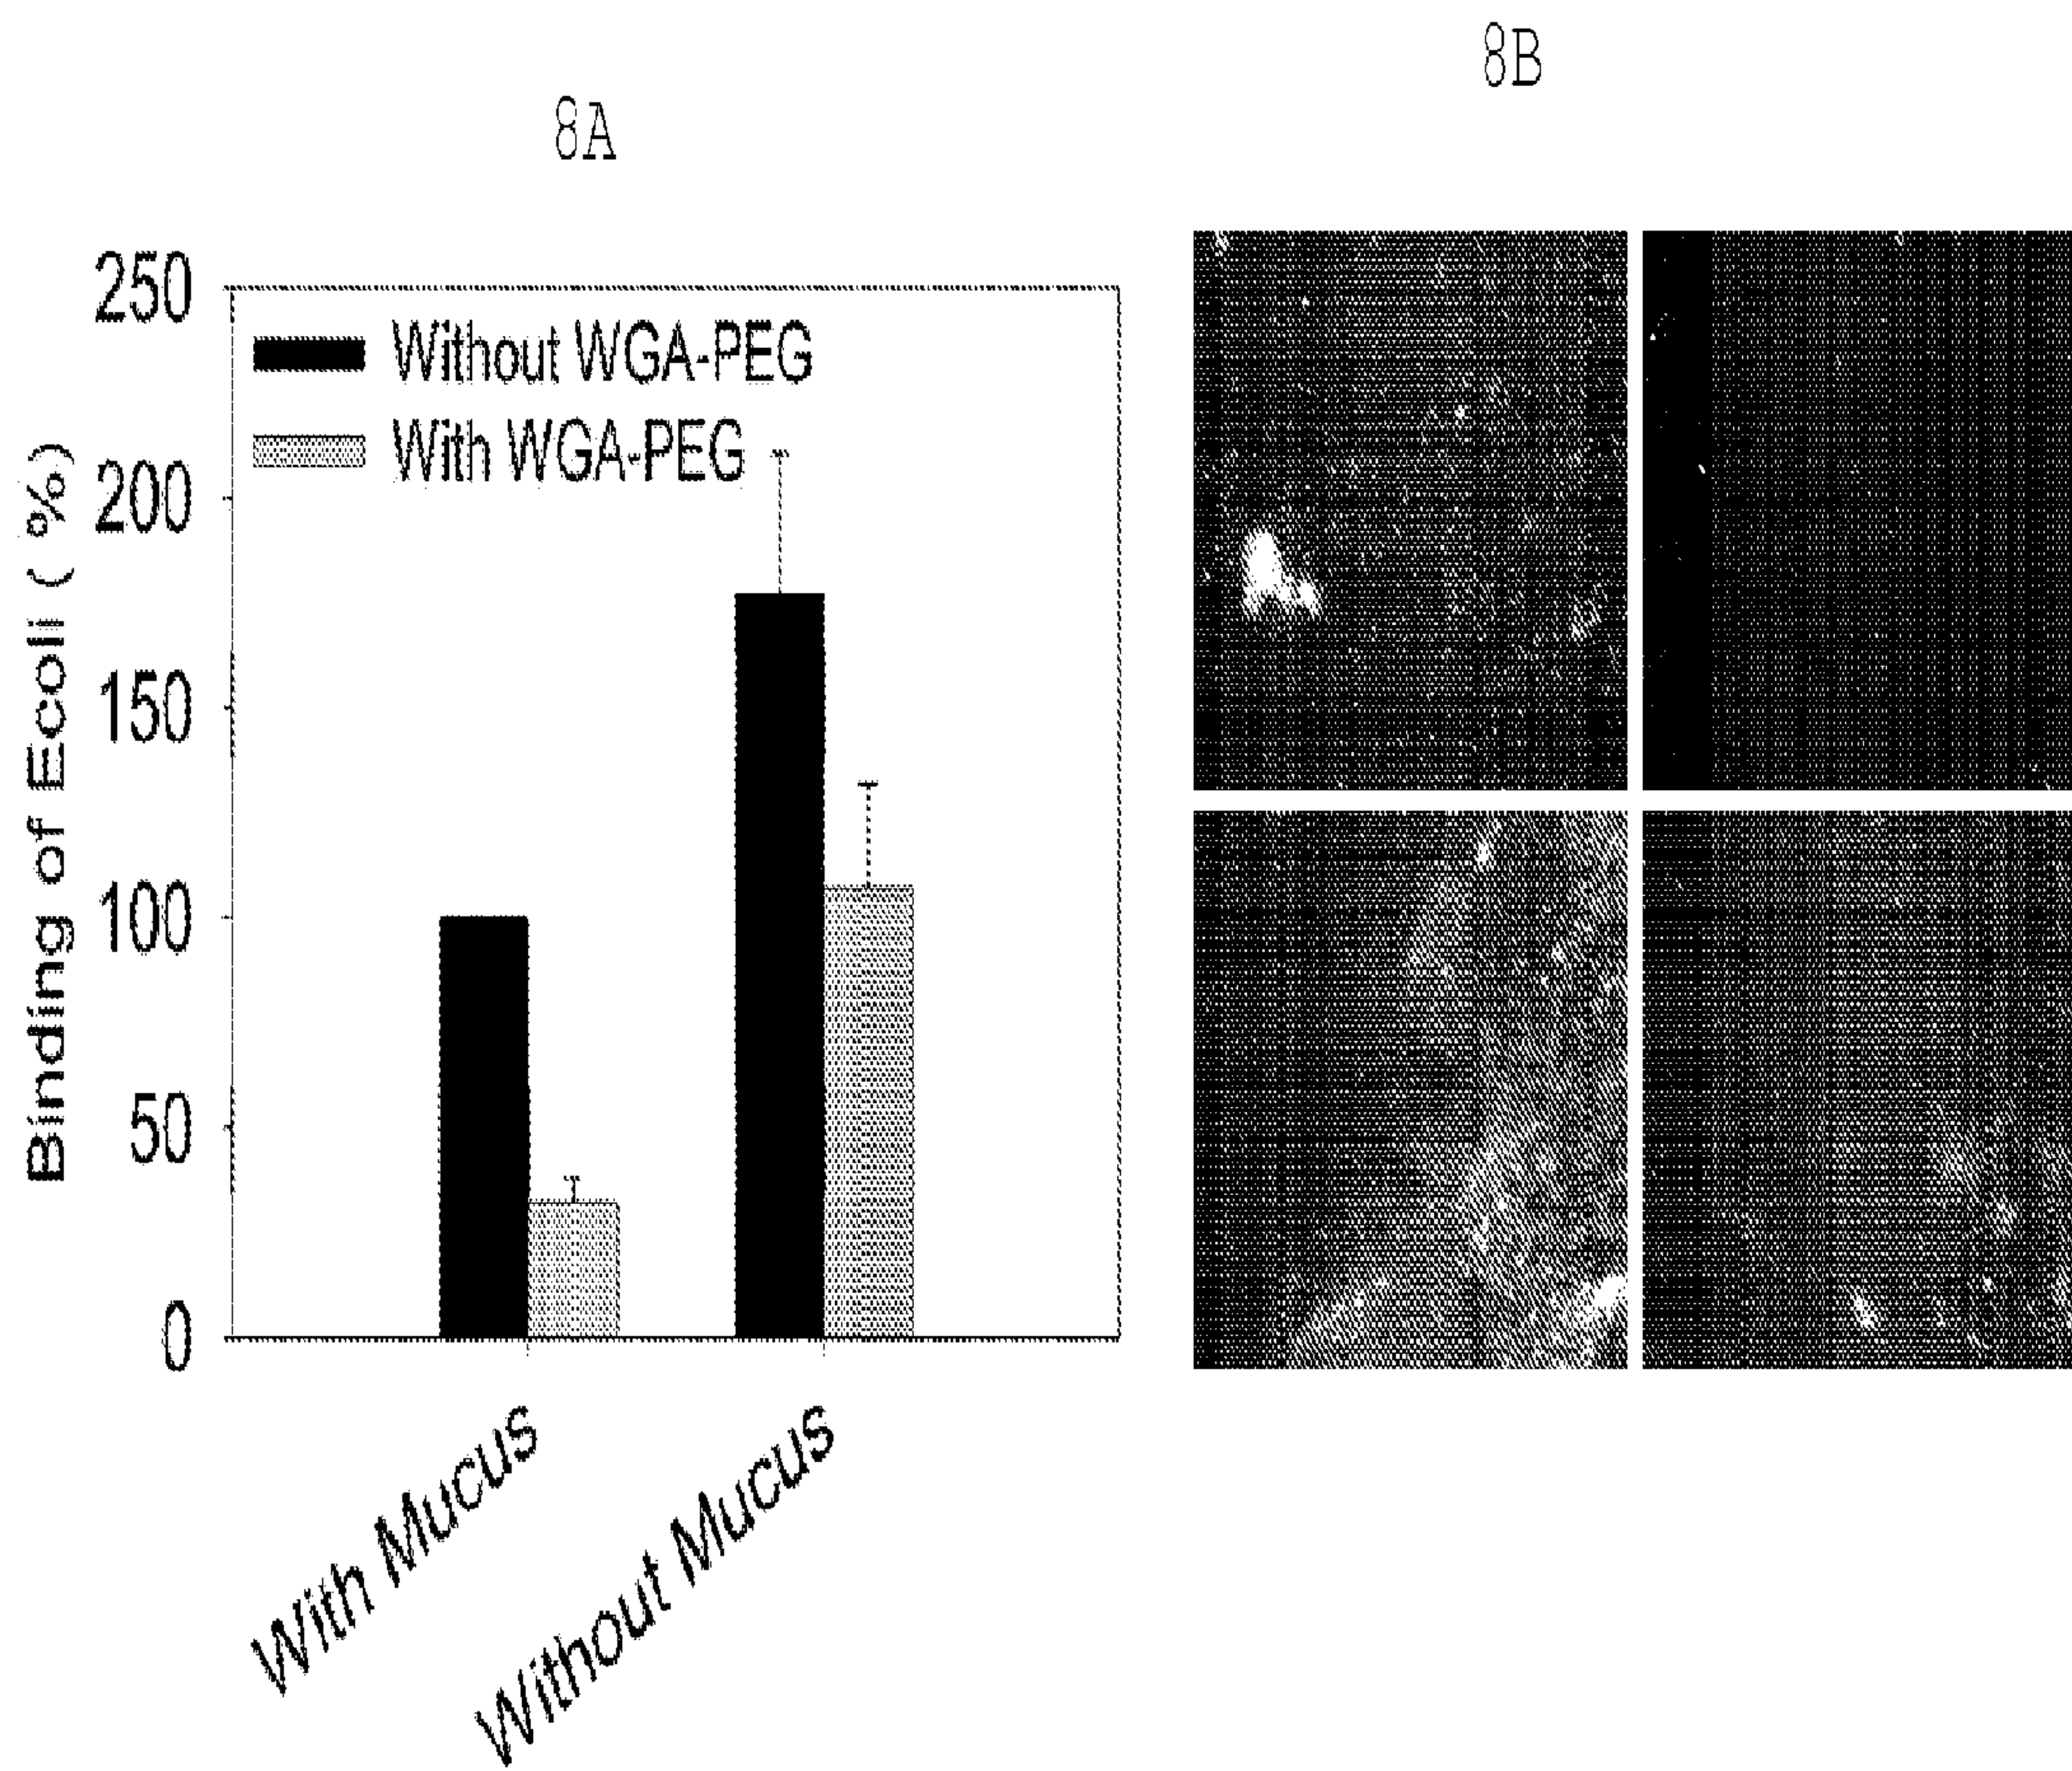 8A
8B
250
200
150
100
50
0
Binding of Ecoli ( %)
Without WGA-PEG
With WGA-PEG
With Mucus
Without Mucus